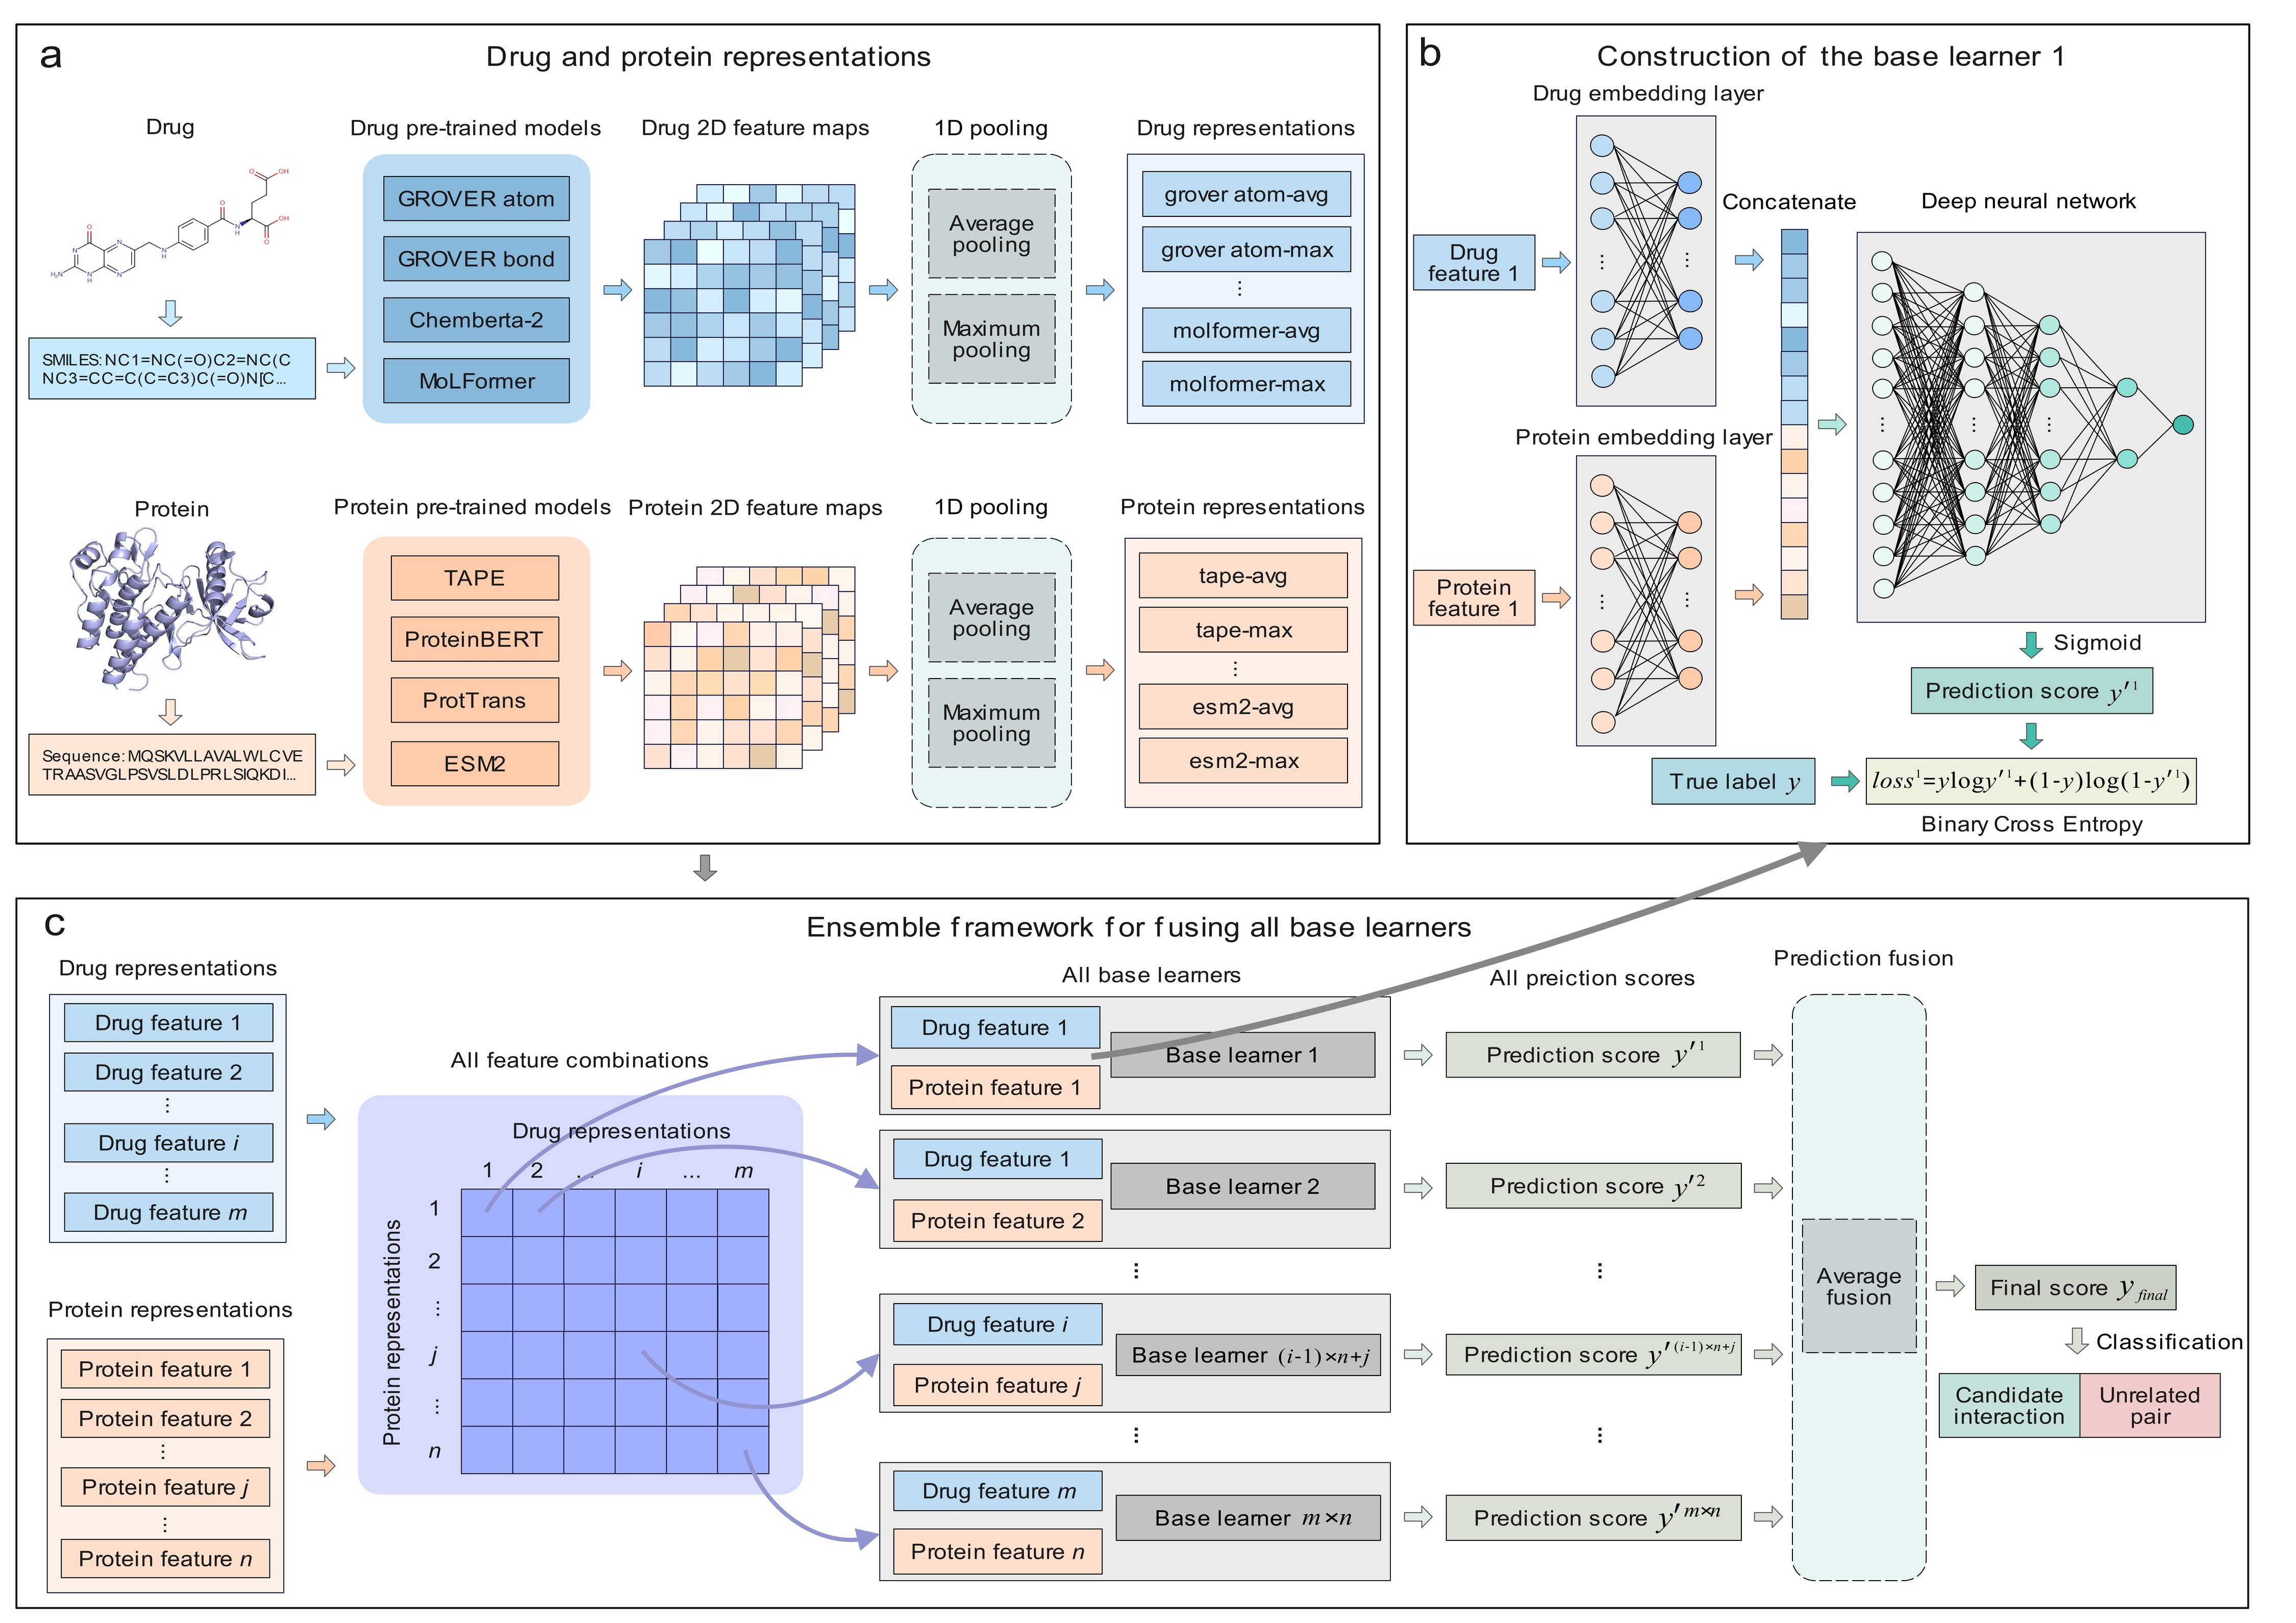 a
Drug and protein representations
Drug
Drug pre-trained models
Drug 2D feature maps
1D pooling
Drug representations
O
OH
O
N
H
OH
O
O
N
N
N
H
N
H
N
H₂N
N
SMILES: NC1=NC(=O)C2=NC(C
NC3=CC=C(C=C3)C(=O)N[C...
GROVER atom
GROVER bond
Chemberta-2
MoLFormer
Average
pooling
Maximum
pooling
grover atom-avg
grover atom-max
⋮
molformer-avg
molformer-max
Protein
Protein pre-trained models
Protein 2D feature maps
1D pooling
Protein representations
Sequence: MQSKVLLAVALWLCVE
TRAASVGLPSVSLDLPRLSIQKDI...
TAPE
ProteinBERT
ProtTrans
ESM2
Average
pooling
Maximum
pooling
tape-avg
tape-max
⋮
esm2-avg
esm2-max
b
Construction of the base learner 1
Drug embedding layer
Concatenate
Deep neural network
Drug
feature 1
Protein embedding layer
Protein
feature 1
Sigmoid
Prediction score y′¹
True label y
loss¹=ylogy′¹+(1-y)log(1-y′¹)
Binary Cross Entropy
c
Ensemble framework for fusing all base learners
Drug representations
Drug feature 1
Drug feature 2
⋮
Drug feature i
⋮
Drug feature m
Protein representations
Protein feature 1
Protein feature 2
⋮
Protein feature j
⋮
Protein feature n
All feature combinations
Drug representations
1 2 ... i ... m
Protein representations
1
2
⋮
j
⋮
n
All base learners
Drug feature 1
Protein feature 1
Base learner 1
Drug feature 1
Protein feature 2
Base learner 2
⋮
Drug feature i
Protein feature j
Base learner (i-1)×n+j
⋮
Drug feature m
Protein feature n
Base learner m×n
All preiction scores
Prediction score y′¹
Prediction score y′²
⋮
Prediction score y′⁽ⁱ⁻¹⁾ˣⁿ⁺ʲ
⋮
Prediction score y′ᵐˣⁿ
Prediction fusion
Average
fusion
Final score y final
Classification
Candidate
interaction
Unrelated
pair